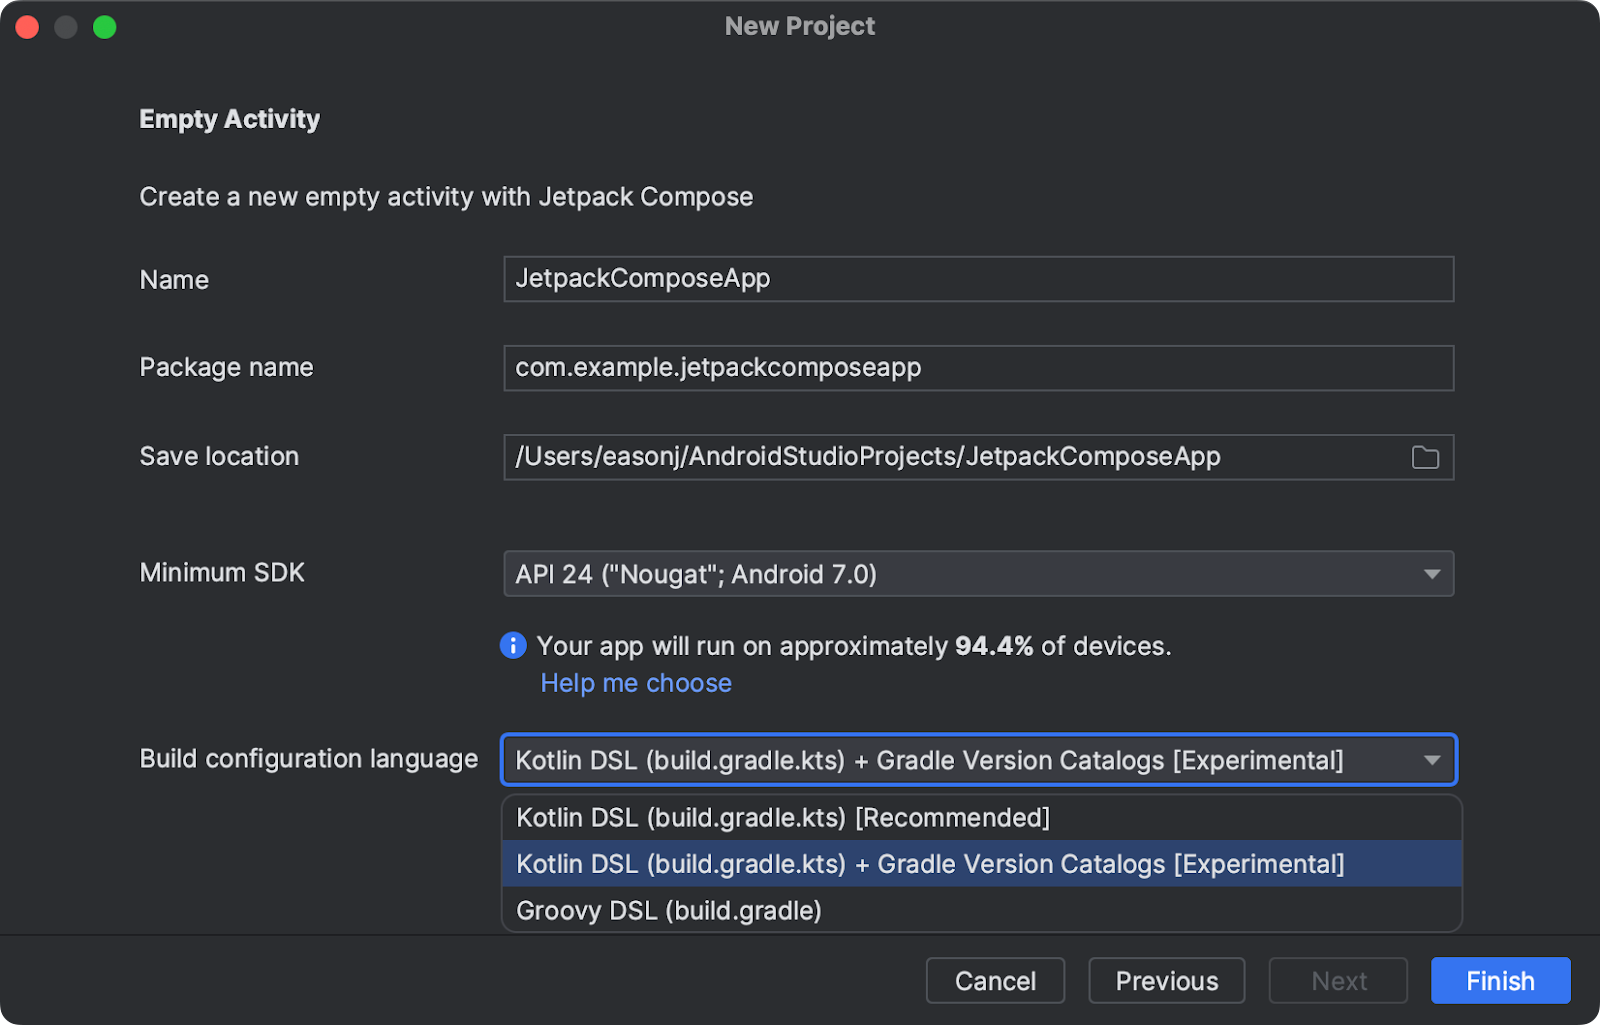 New Project
Empty Activity
Create a new empty activity with Jetpack Compose
Name
JetpackComposeApp
Package name
com.example.jetpackcomposeapp
Save location
/Users/easonj/AndroidStudioProjects/JetpackComposeApp
Minimum SDK
API 24 ("Nougat"; Android 7.0)
Your app will run on approximately 94.4% of devices.
Help me choose
Build configuration language
Kotlin DSL (build.gradle.kts) + Gradle Version Catalogs [Experimental]
Kotlin DSL (build.gradle.kts) [Recommended]
Kotlin DSL (build.gradle.kts) + Gradle Version Catalogs [Experimental]
Groovy DSL (build.gradle)
Cancel
Previous
Next
Finish